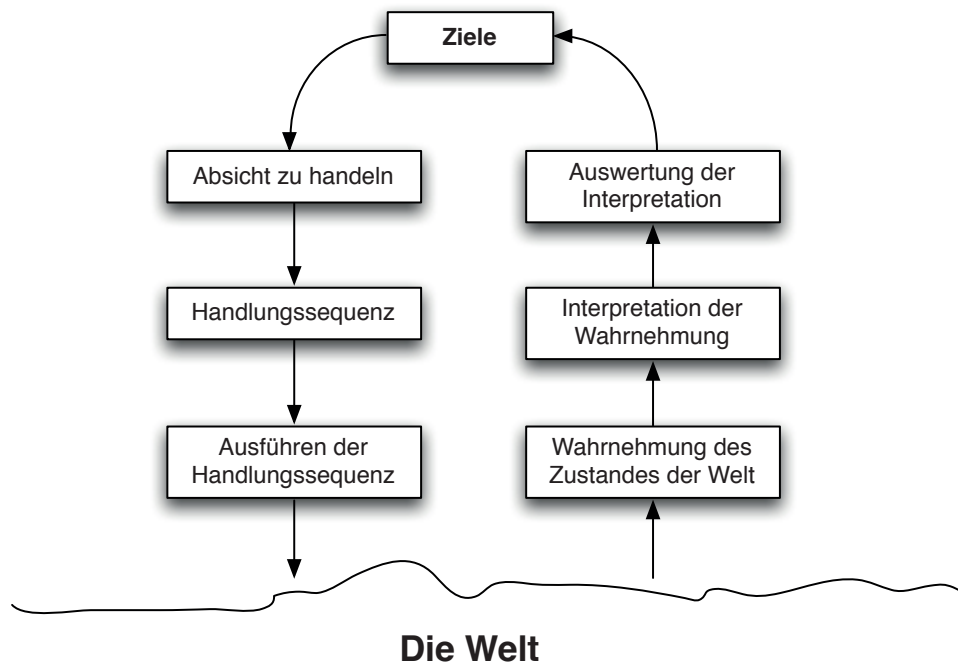 Ziele
Absicht zu handeln
Handlungssequenz
Ausführen der
Handlungssequenz
Auswertung der
Interpretation
Interpretation der
Wahrnehmung
Wahrnehmung des
Zustandes der Welt
Die Welt